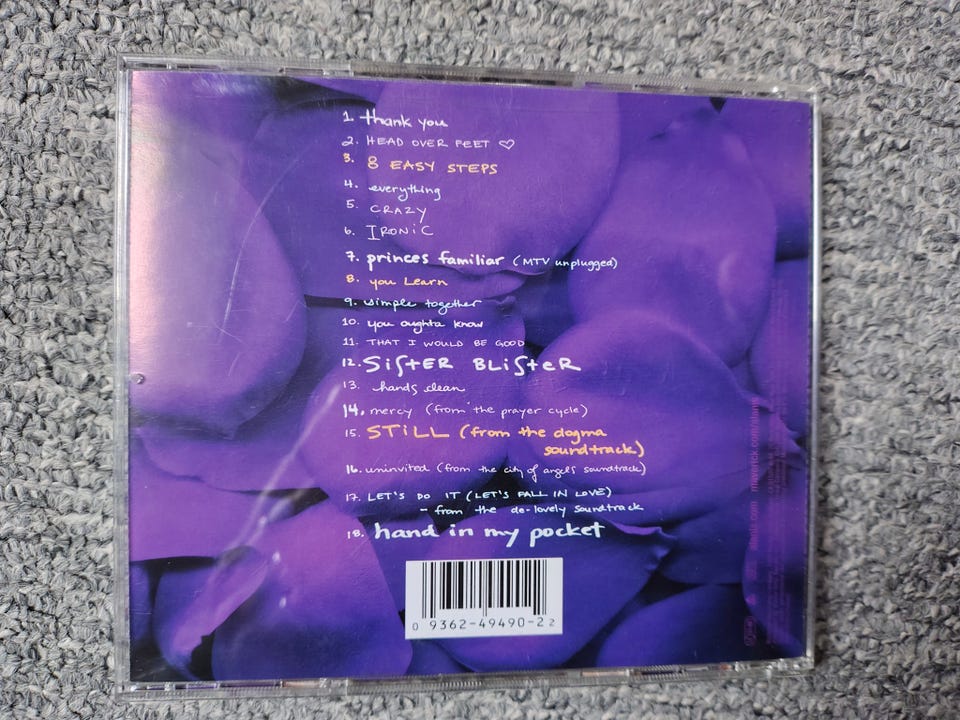 1. thank you
2. HEAD OVER FEET ♡
3. 8 EASY STEPS
4. everything
5. CRAZY
6. IRONiC
7. princes familiar (MTV unplugged)
8. you Learn
9. simple together
10. you oughta know
11. THAT I WOULD BE GOOD
12. SiSTER BLiSTeR
13. hands clean
14. mercy (from the prayer cycle)
15. STiLL (from the dogma
soundtrack)
16. uninvited (from the city of angels soundtrack)
17. LET'S DO IT (LET'S FALL IN LOVE)
- from the de-lovely soundtrack
18. hand in my pocket
0 9362-49490-2 2